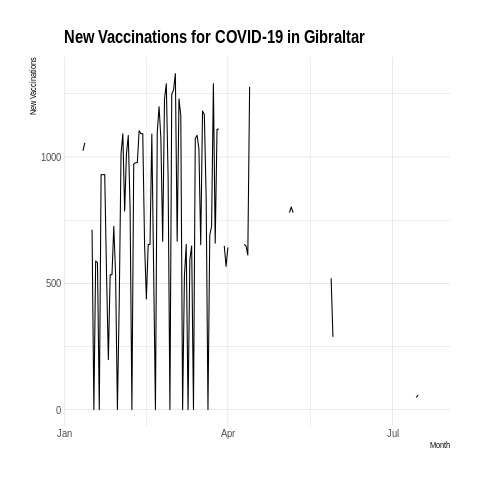 New Vaccinations for COVID-19 in Gibraltar
New Vaccinations
1000
500
0
Jan Apr Jul
Month